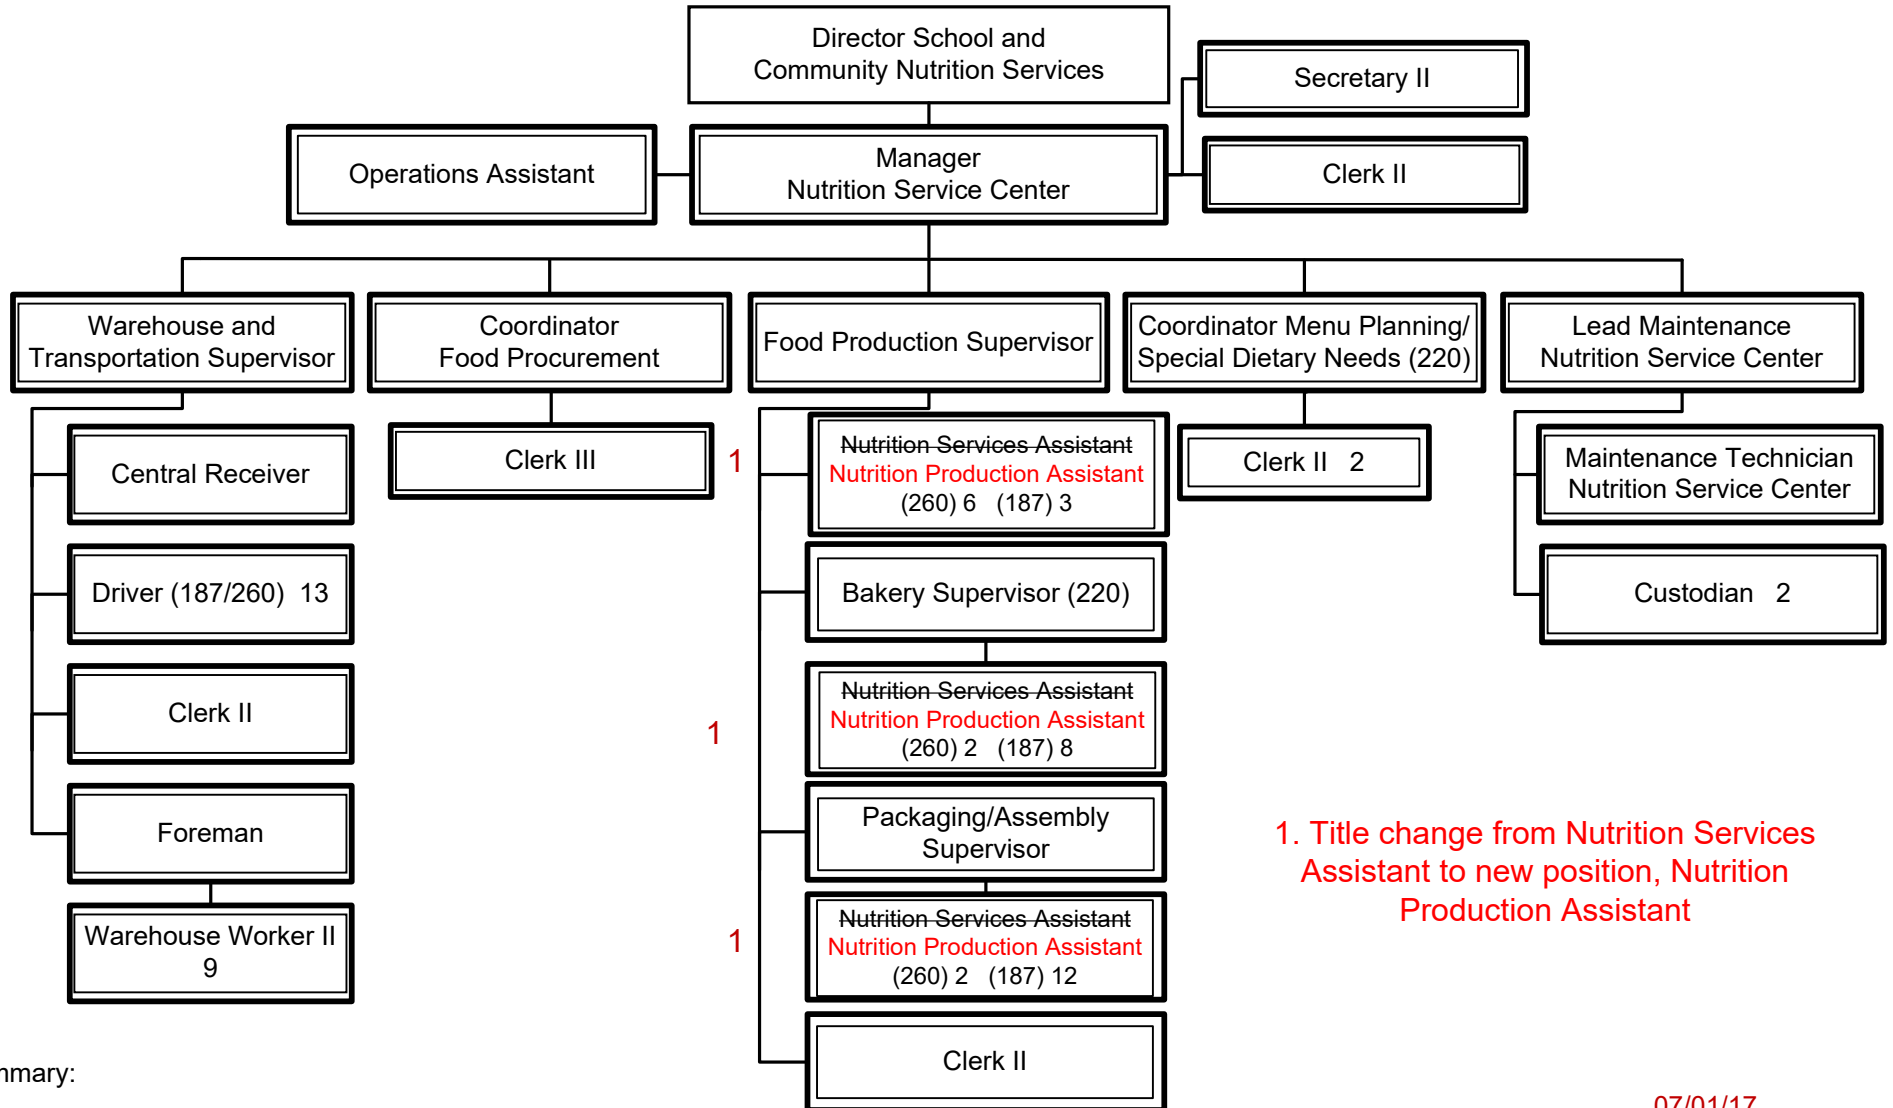 Director School and
Community Nutrition Services
Secretary II
Operations Assistant
Manager
Nutrition Service Center
Clerk II
Warehouse and
Transportation Supervisor
Coordinator
Food Procurement
Food Production Supervisor
Coordinator Menu Planning/
Special Dietary Needs (220)
Lead Maintenance
Nutrition Service Center
Central Receiver
Driver (187/260)  13
Clerk II
Foreman
Warehouse Worker II
9
Clerk III
1
Nutrition Services Assistant
Nutrition Production Assistant
(260) 6   (187) 3
Bakery Supervisor (220)
1
Nutrition Services Assistant
Nutrition Production Assistant
(260) 2   (187) 8
Packaging/Assembly
Supervisor
1
Nutrition Services Assistant
Nutrition Production Assistant
(260) 2   (187) 12
Clerk II
Clerk II   2
Maintenance Technician
Nutrition Service Center
Custodian   2
1. Title change from Nutrition Services
Assistant to new position, Nutrition
Production Assistant
mmary:
07/01/17